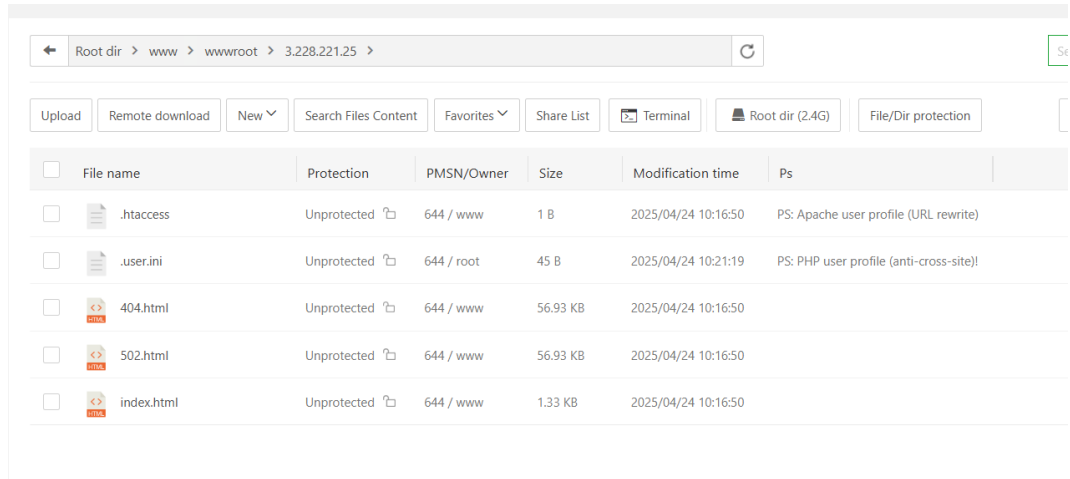 Root dir > www > wwwroot > 3.228.221.25 >
Se
Upload Remote download New Search Files Content Favorites Share List Terminal Root dir (2.4G) File/Dir protection
File name Protection PMSN/Owner Size Modification time Ps
.htaccess Unprotected 644 / www 1 B 2025/04/24 10:16:50 PS: Apache user profile (URL rewrite)
.user.ini Unprotected 644 / root 45 B 2025/04/24 10:21:19 PS: PHP user profile (anti-cross-site)!
HTML 404.html Unprotected 644 / www 56.93 KB 2025/04/24 10:16:50
HTML 502.html Unprotected 644 / www 56.93 KB 2025/04/24 10:16:50
HTML index.html Unprotected 644 / www 1.33 KB 2025/04/24 10:16:50